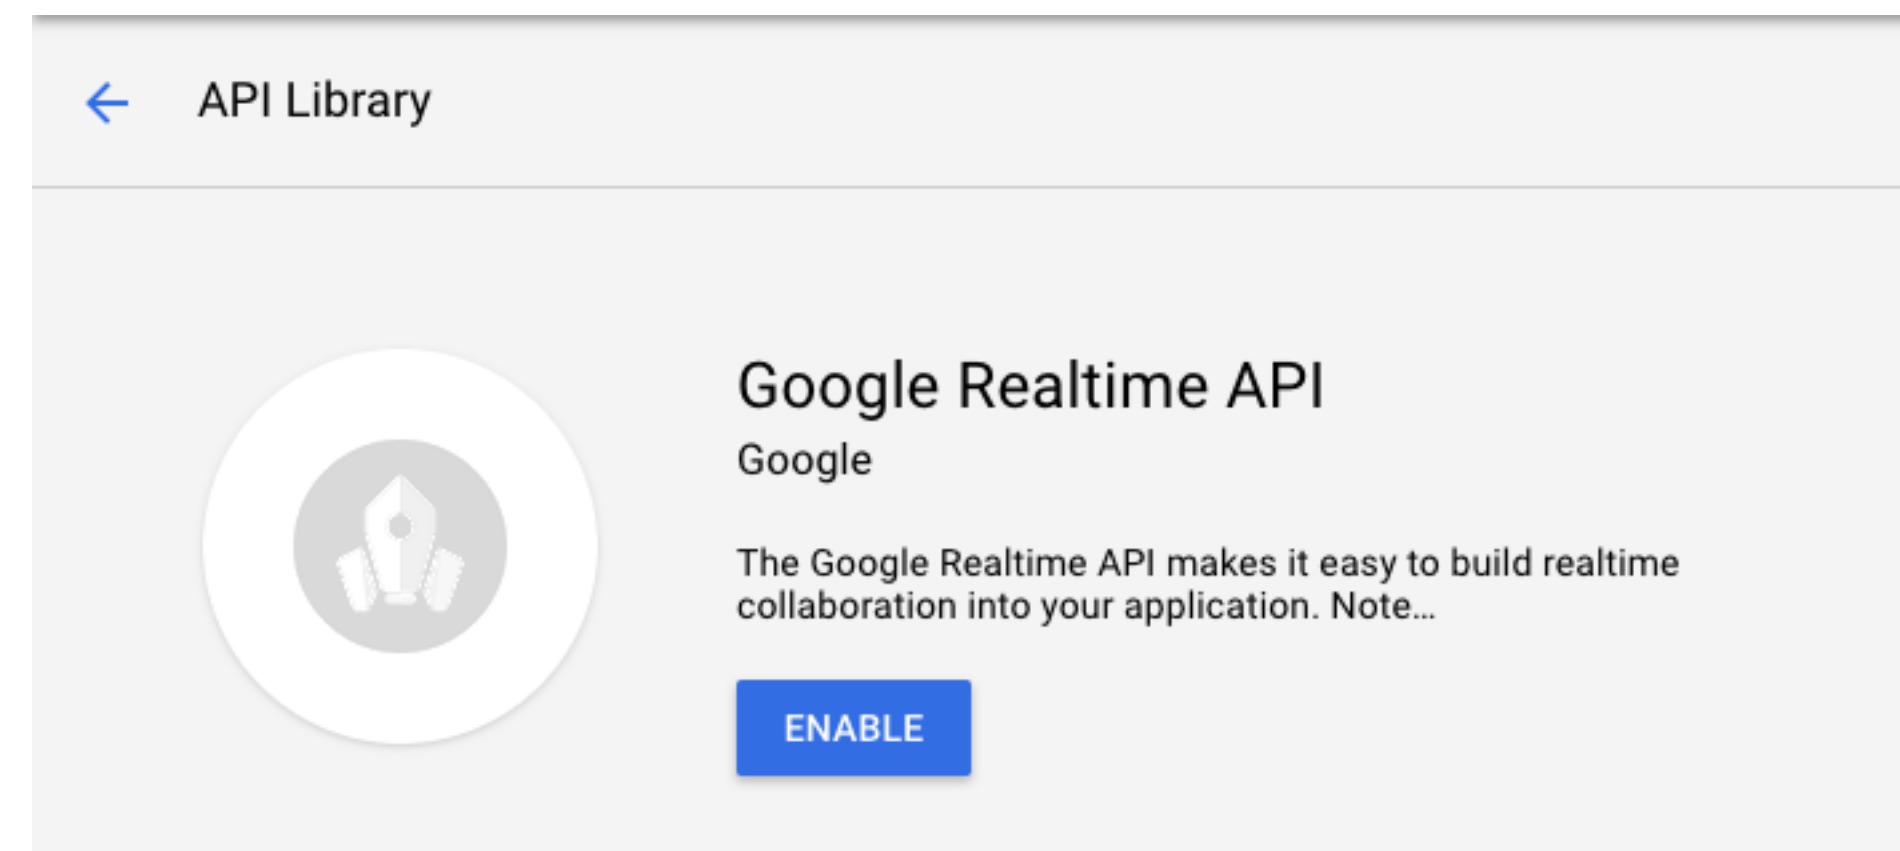 API Library
Google Realtime API
Google
The Google Realtime API makes it easy to build realtime
collaboration into your application. Note…
ENABLE